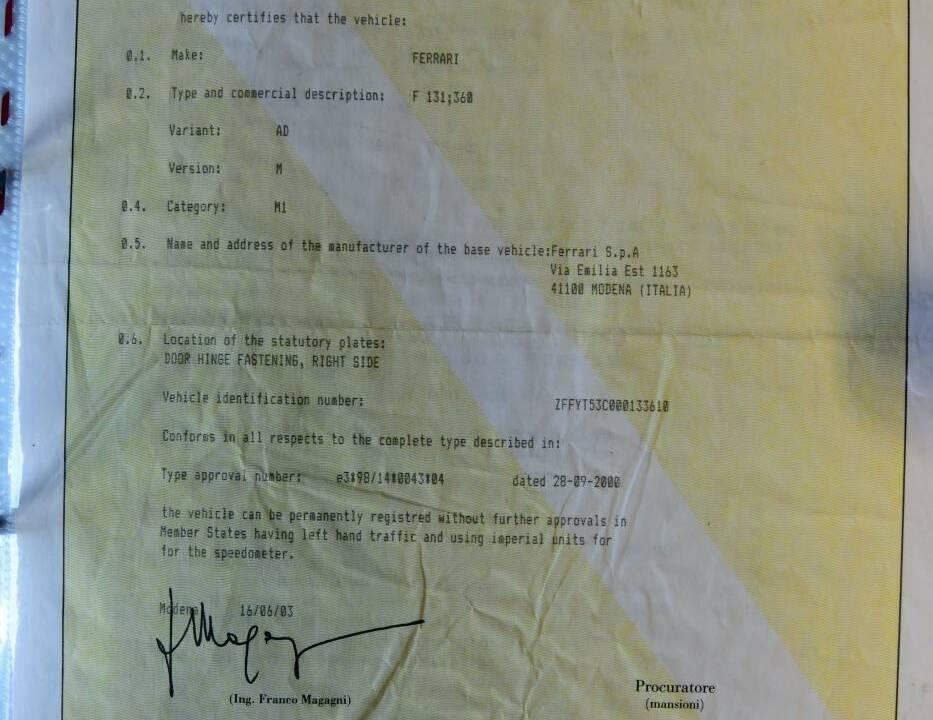 hereby certifies that the vehicle:
0.1. Make: FERRARI
0.2. Type and commercial description: F 131;360
Variant: AD
Version: M
0.4. Category: M1
0.5. Name and address of the manufacturer of the base vehicle:Ferrari S.p.A
Via Emilia Est 1163
41100 MODENA (ITALIA)
0.6. Location of the statutory plates:
DOOR HINGE FASTENING, RIGHT SIDE
Vehicle identification number: ZFFYT53C000133610
Conforms in all respects to the complete type described in:
Type approval number: e3*98/14*0043*04 dated 28-09-2000
the vehicle can be permanently registred without further approvals in
Member States having left hand traffic and using imperial units for
for the speedometer.
Modena 16/06/03
(Ing. Franco Magagni)
Procuratore
(mansioni)